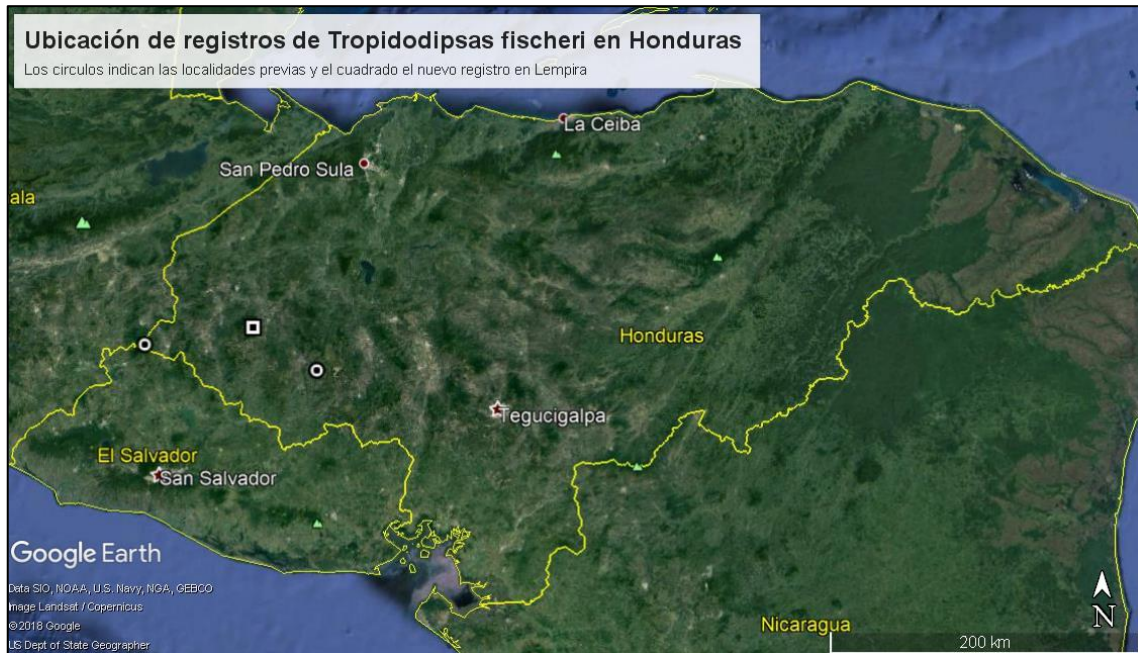 Ubicación de registros de Tropidodipsas fischeri en Honduras
Los circulos indican las localidades previas y el cuadrado el nuevo registro en Lempira
La Ceiba
San Pedro Sula
ala
Honduras
Tegucigalpa
El Salvador
San Salvador
Google Earth
Data SIO, NOAA, U.S. Navy, NGA, GEBCO
Image Landsat / Copernicus
©2018 Google
US Dept of State Geographer
Nicaragua
N
200 km